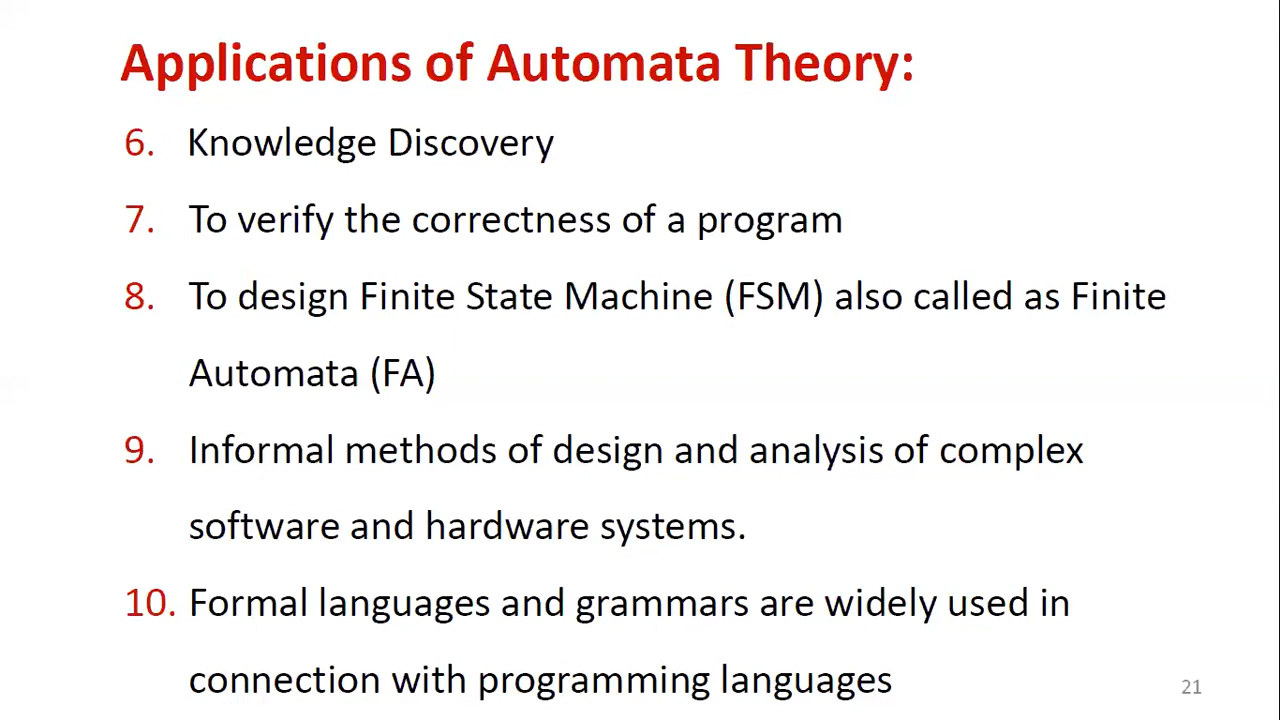 Applications of Automata Theory:
6. Knowledge Discovery
7. To verify the correctness of a program
8. To design Finite State Machine (FSM) also called as Finite
Automata (FA)
9. Informal methods of design and analysis of complex
software and hardware systems.
10. Formal languages and grammars are widely used in
connection with programming languages
21